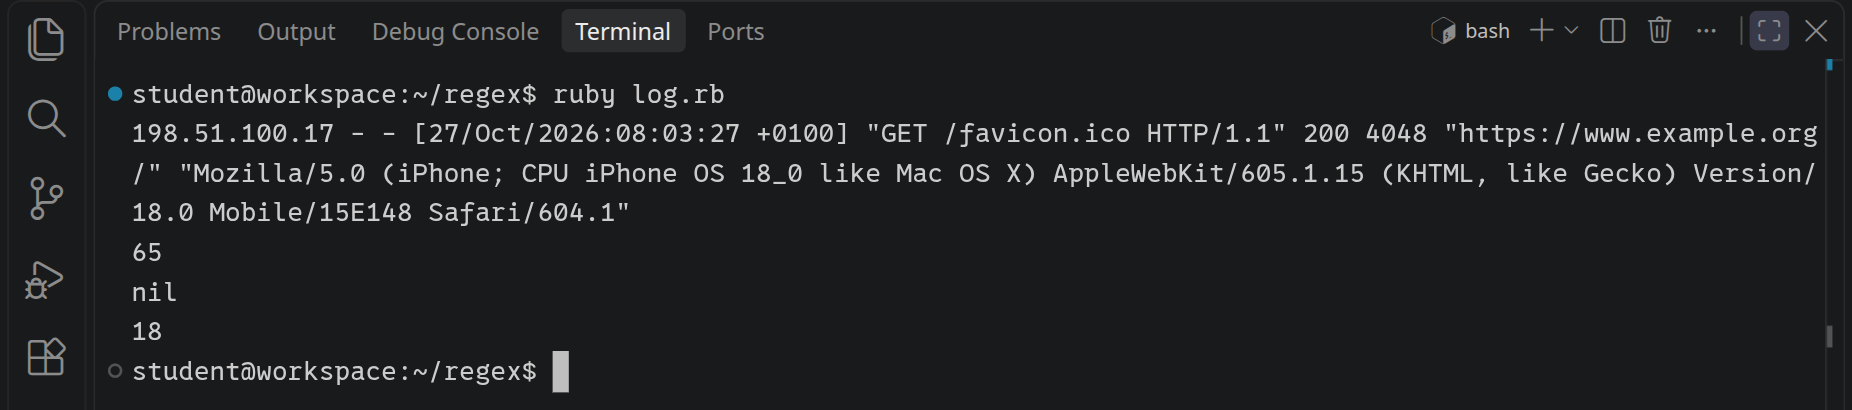 Problems Output Debug Console Terminal Ports bash
student@workspace:~/regex$ ruby log.rb
198.51.100.17 - - [27/Oct/2026:08:03:27 +0100] "GET /favicon.ico HTTP/1.1" 200 4048 "https://www.example.org
/" "Mozilla/5.0 (iPhone; CPU iPhone OS 18_0 like Mac OS X) AppleWebKit/605.1.15 (KHTML, like Gecko) Version/
18.0 Mobile/15E148 Safari/604.1"
65
nil
18
student@workspace:~/regex$